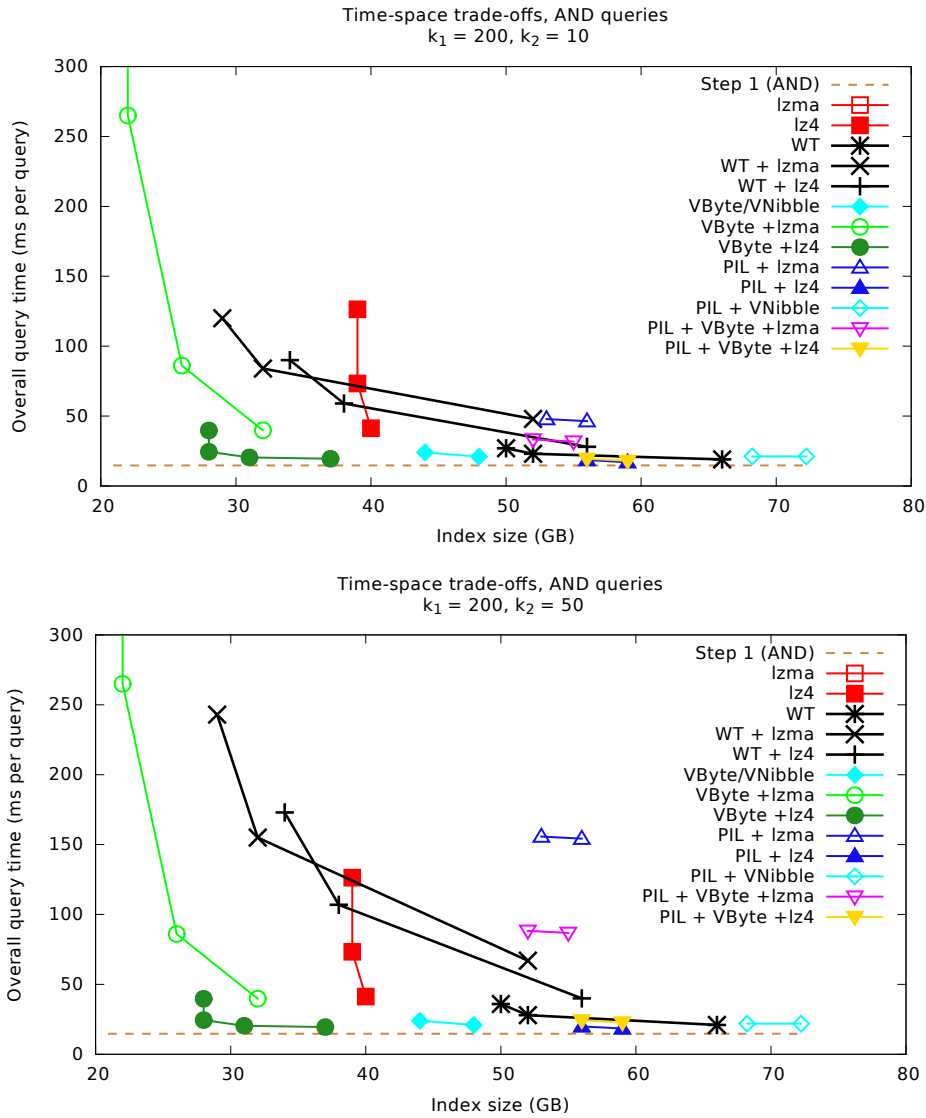 Time-space trade-offs, AND queries
k₁ = 200, k₂ = 10
300
250
200
150
100
50
0
Overall query time (ms per query)
Step 1 (AND)
lzma
lz4
WT
WT + lzma
WT + lz4
VByte/VNibble
VByte +lzma
VByte +lz4
PIL + lzma
PIL + lz4
PIL + VNibble
PIL + VByte +lzma
PIL + VByte +lz4
20 30 40 50 60 70 80
Index size (GB)
Time-space trade-offs, AND queries
k₁ = 200, k₂ = 50
300
250
200
150
100
50
0
Overall query time (ms per query)
Step 1 (AND)
lzma
lz4
WT
WT + lzma
WT + lz4
VByte/VNibble
VByte +lzma
VByte +lz4
PIL + lzma
PIL + lz4
PIL + VNibble
PIL + VByte +lzma
PIL + VByte +lz4
20 30 40 50 60 70 80
Index size (GB)